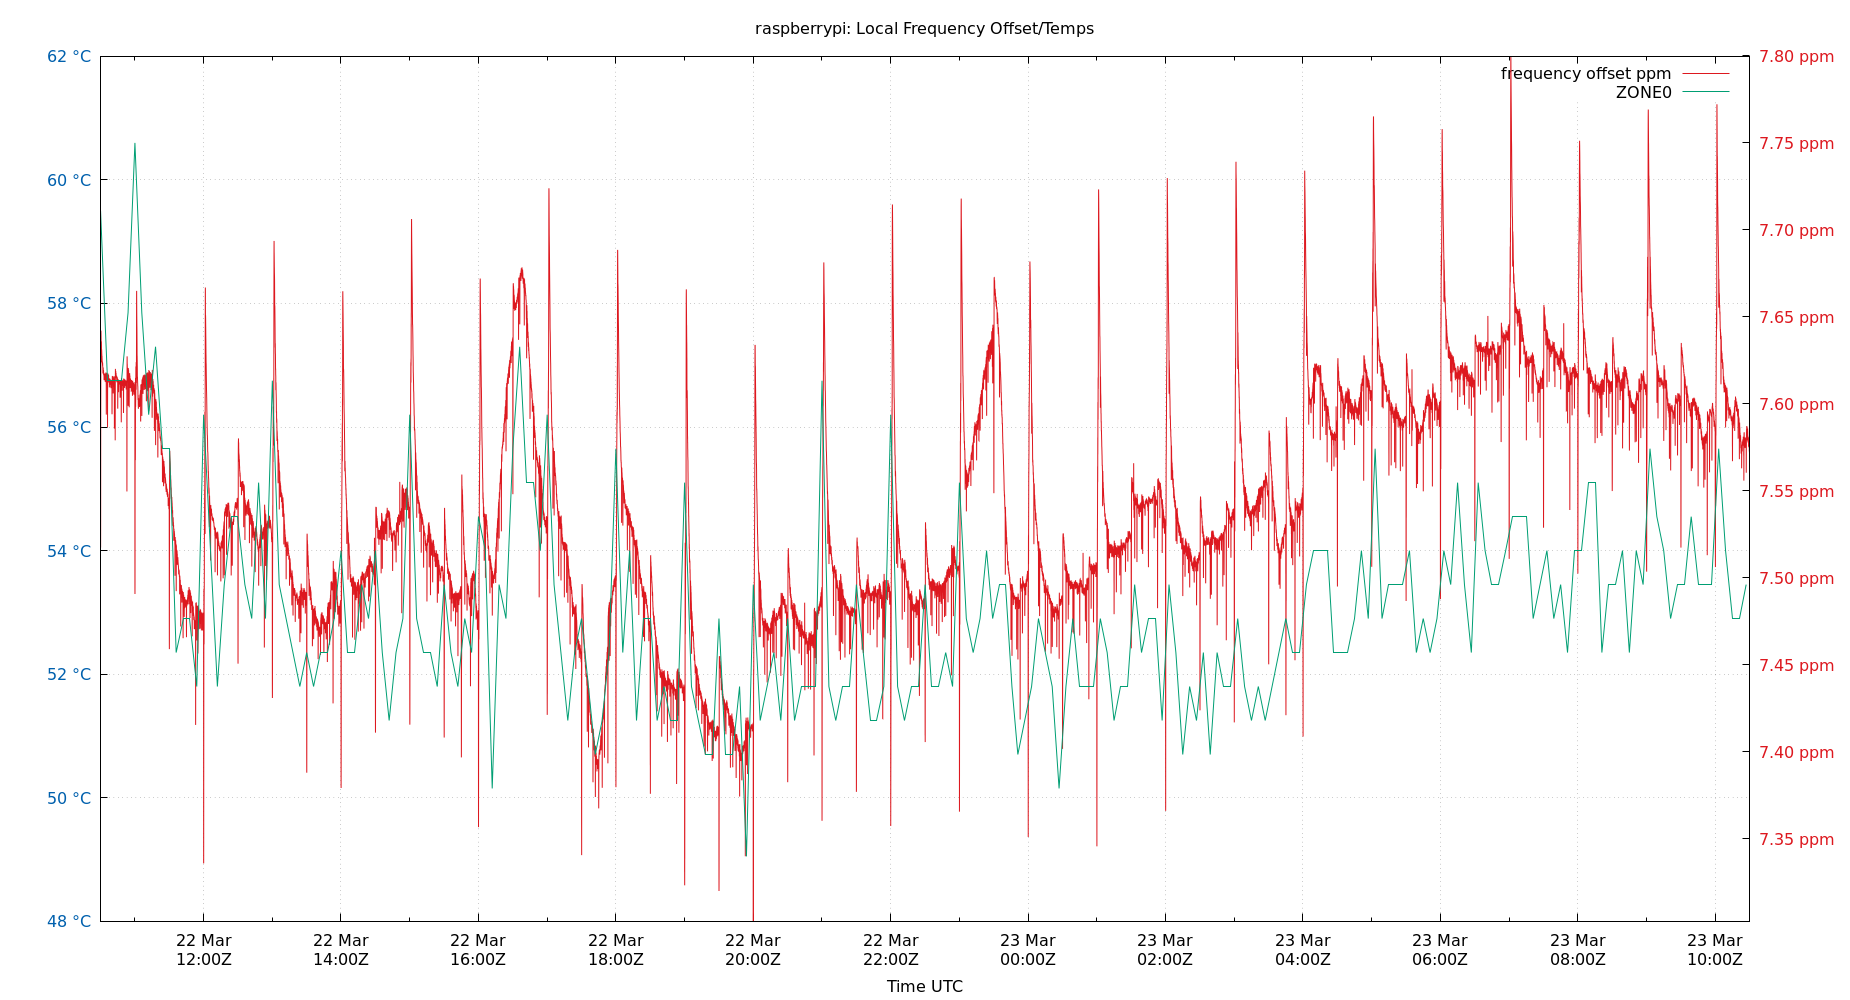 raspberrypi: Local Frequency Offset/Temps
62 °C
60 °C
58 °C
56 °C
54 °C
52 °C
50 °C
48 °C
7.80 ppm
7.75 ppm
7.70 ppm
7.65 ppm
7.60 ppm
7.55 ppm
7.50 ppm
7.45 ppm
7.40 ppm
7.35 ppm
frequency offset ppm
ZONE0
22 Mar
12:00Z
22 Mar
14:00Z
22 Mar
16:00Z
22 Mar
18:00Z
22 Mar
20:00Z
22 Mar
22:00Z
23 Mar
00:00Z
23 Mar
02:00Z
23 Mar
04:00Z
23 Mar
06:00Z
23 Mar
08:00Z
23 Mar
10:00Z
Time UTC